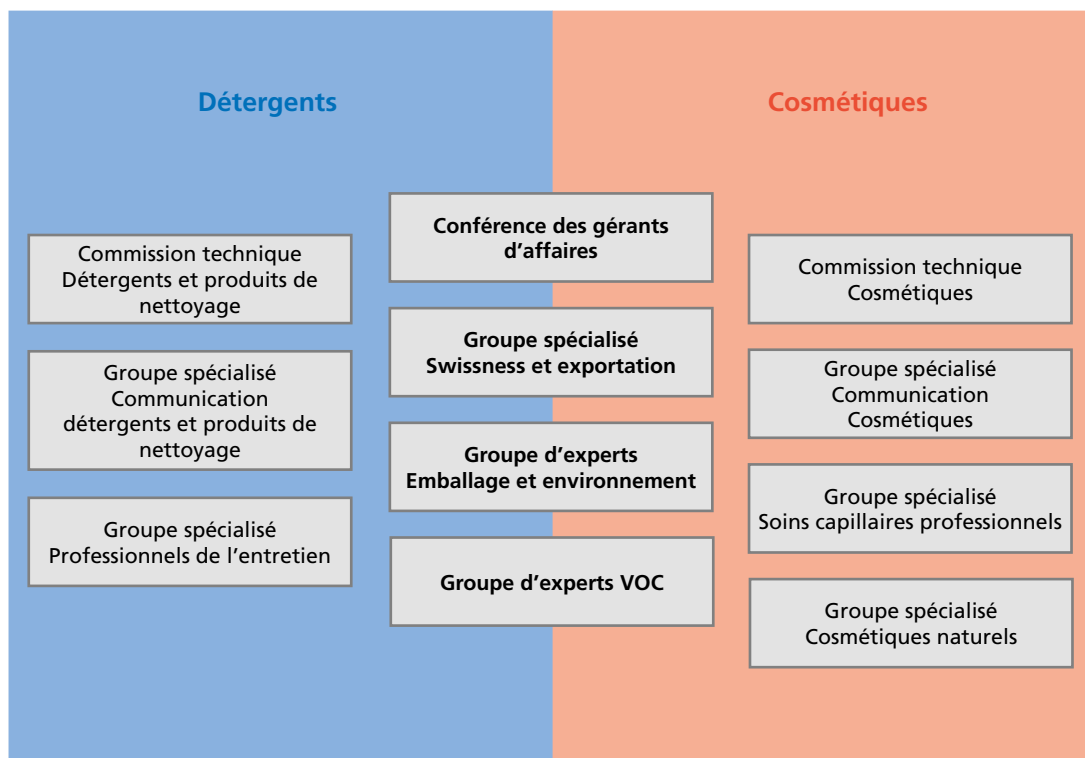 Détergents
Commission technique
Détergents et produits de
nettoyage
Groupe spécialisé
Communication
détergents et produits de
nettoyage
Groupe spécialisé
Professionnels de l’entretien
Conférence des gérants
d’affaires
Groupe spécialisé
Swissness et exportation
Groupe d’experts
Emballage et environnement
Groupe d’experts VOC
Cosmétiques
Commission technique
Cosmétiques
Groupe spécialisé
Communication
Cosmétiques
Groupe spécialisé
Soins capillaires professionnels
Groupe spécialisé
Cosmétiques naturels